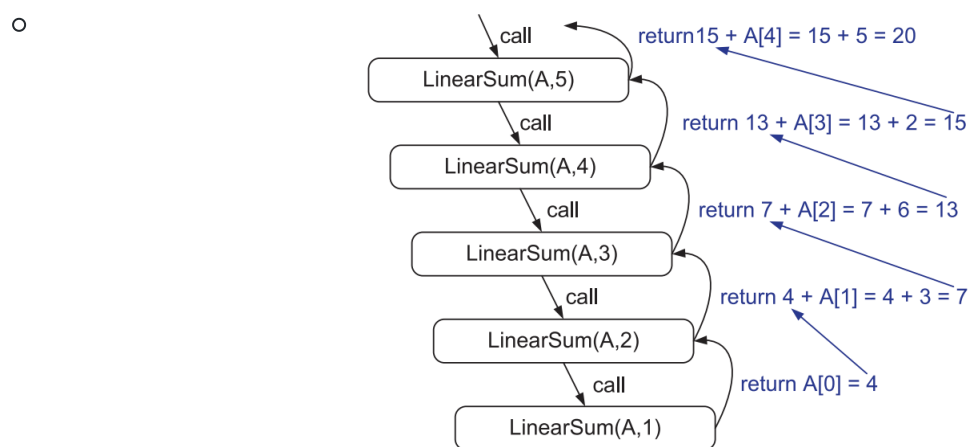 call
return15 + A[4] = 15 + 5 = 20
LinearSum(A,5)
call
return 13 + A[3] = 13 + 2 = 15
LinearSum(A,4)
call
return 7 + A[2] = 7 + 6 = 13
LinearSum(A,3)
call
return 4 + A[1] = 4 + 3 = 7
LinearSum(A,2)
call
return A[0] = 4
LinearSum(A,1)